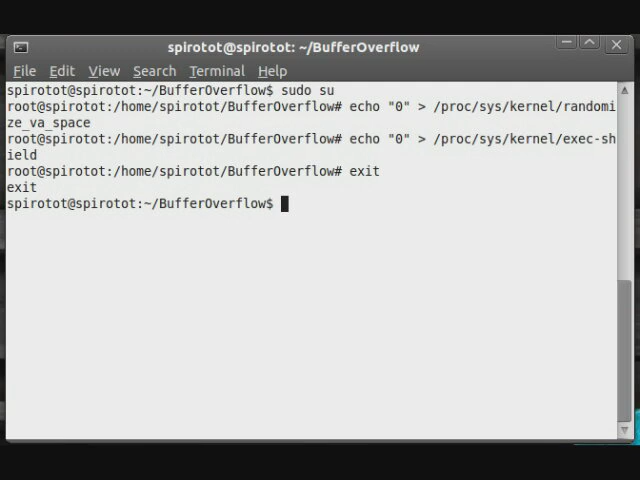 spirotot@spirotot: ~/BufferOverflow
File Edit View Search Terminal Help
spirotot@spirotot:~/BufferOverflow$ sudo su
root@spirotot:/home/spirotot/BufferOverflow# echo "0" > /proc/sys/kernel/randomi
ze_va_space
root@spirotot:/home/spirotot/BufferOverflow# echo "0" > /proc/sys/kernel/exec-sh
ield
root@spirotot:/home/spirotot/BufferOverflow# exit
exit
spirotot@spirotot:~/BufferOverflow$